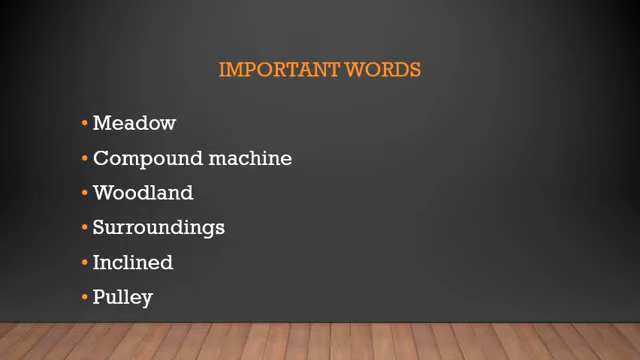 IMPORTANT WORDS
• Meadow
• Compound machine
• Woodland
• Surroundings
• Inclined
• Pulley